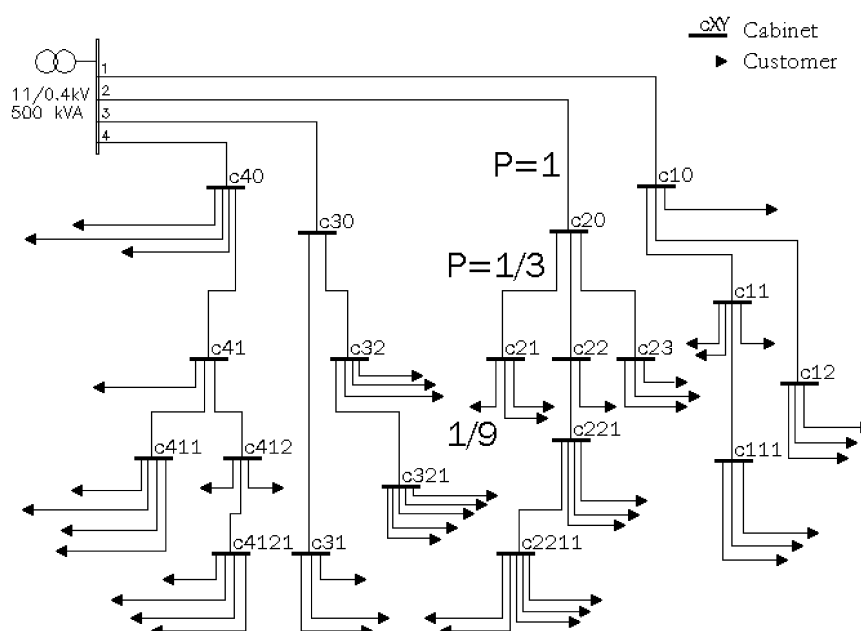 cXY Cabinet
Customer
1
11/0.4kV
2
500 kVA
3
4
P=1
c40
c10
c30
c20
P=1/3
c11
c41
c32
c21
c22
c23
c12
1/9
c411
c412
c221
c111
c321
c4121
c31
c2211